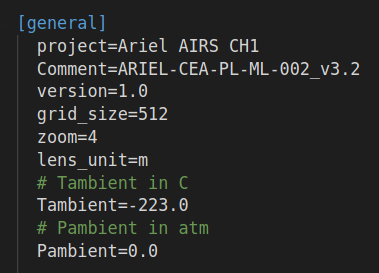 [general]
project=Ariel AIRS CH1
Comment=ARIEL-CEA-PL-ML-002_v3.2
version=1.0
grid_size=512
zoom=4
lens_unit=m
# Tambient in C
Tambient=-223.0
# Pambient in atm
Pambient=0.0